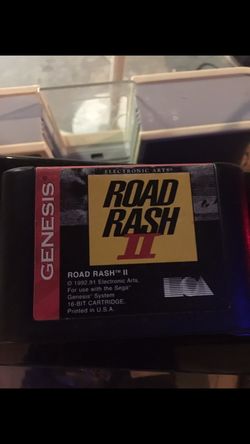 ELECTRONIC ARTS®
GENESIS
ROAD
RASH
II
ROAD RASH™ II
© 1992,91 Electronic Arts.
For use with the Sega
Genesis System
16-BIT CARTRIDGE.
Printed in U.S.A.